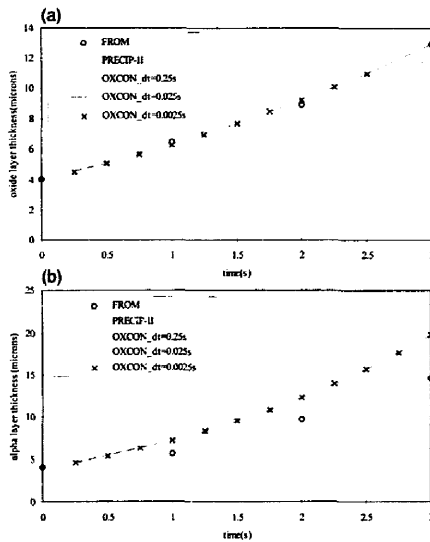 (a)
14
12
10
8
6
4
2
0
oxide layer thickness(microns)
FROM
PRECIP-II
OXCON_dt=0.25s
OXCON_dt=0.025s
OXCON_dt=0.0025s
0 0.5 1 1.5 2 2.5 3
time(s)
(b)
25
20
15
10
5
0
alpha layer thickness (microns)
FROM
PRECIP-II
OXCON_dt=0.25s
OXCON_dt=0.025s
OXCON_dt=0.0025s
0 0.5 1 1.5 2 2.5
time(s)